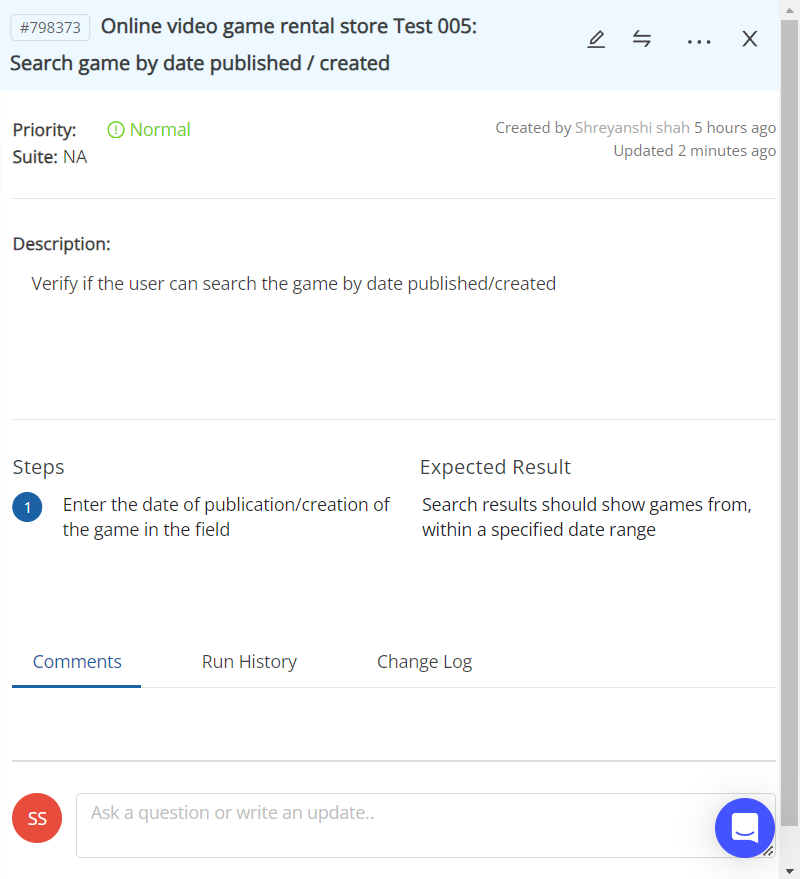 #798373 Online video game rental store Test 005:
Search game by date published / created
Priority: Normal
Created by Shreyanshi shah 5 hours ago
Suite: NA
Updated 2 minutes ago
Description:
Verify if the user can search the game by date published/created
Steps
Expected Result
1
Enter the date of publication/creation of
the game in the field
Search results should show games from,
within a specified date range
Comments Run History Change Log
SS
Ask a question or write an update..